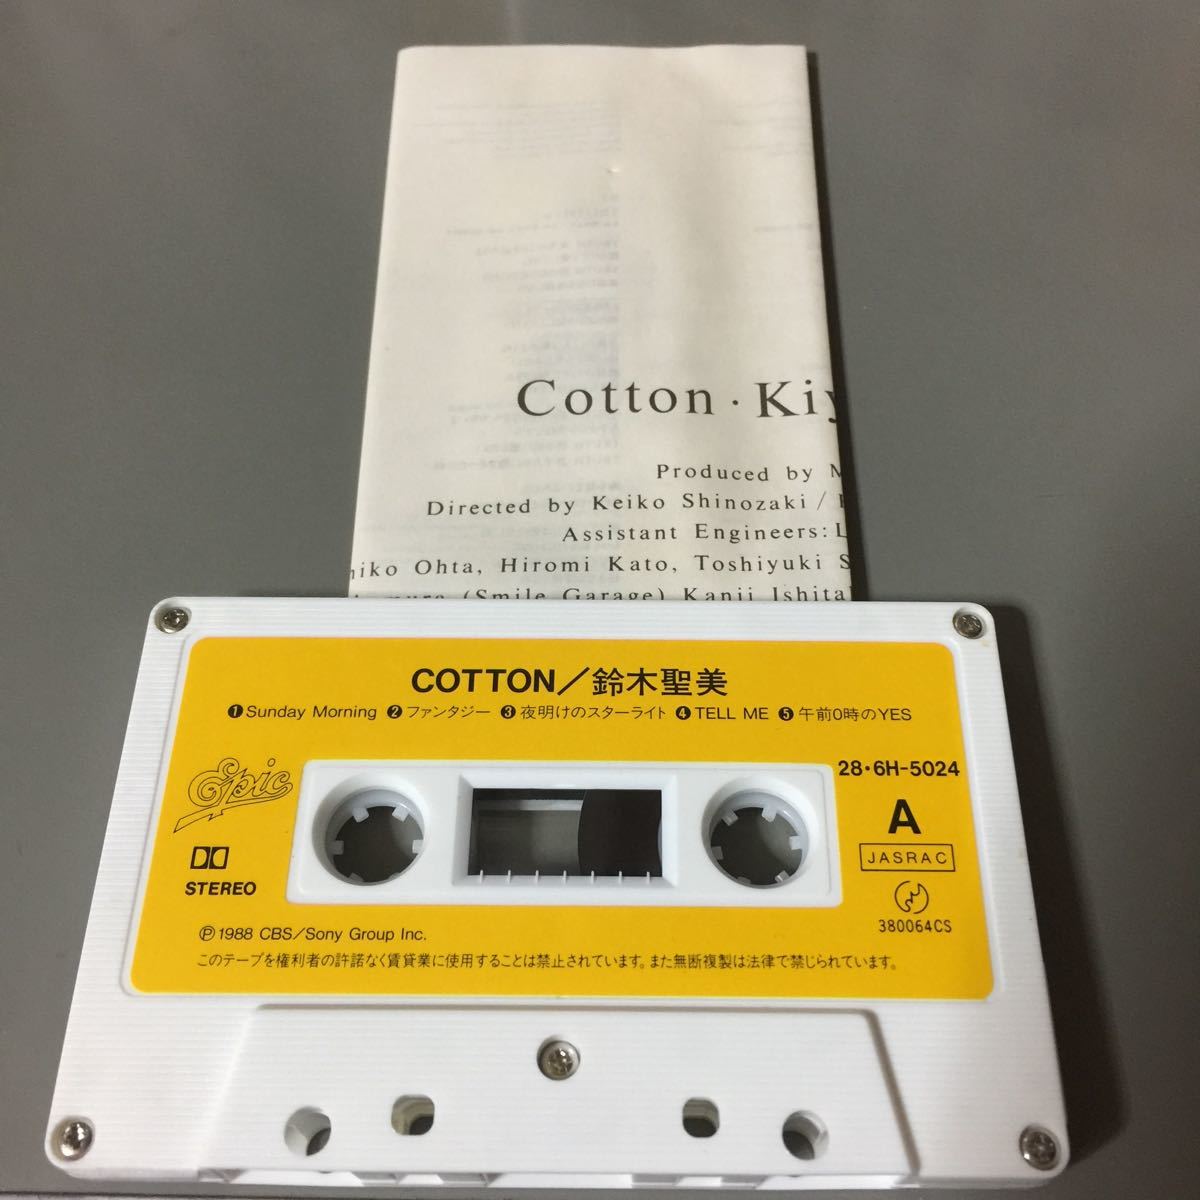 Cotton · Kiy
Produced by M
Directed by Keiko Shinozaki /
Assistant Engineers: L
hiko Ohta, Hiromi Kato, Toshiyuki S
(Smile Garage) Kanji Ishita
COTTON/鈴木聖美
❶ Sunday Morning ❷ ファンタジー ❸ 夜明けのスターライト ❹ TELL ME ❺ 午前0時のYES
Epic
28・6H-5024
A
JASRAC
380064CS
STEREO
Ⓟ1988 CBS/Sony Group Inc.
このテープを権利者の許諾なく賃貸業に使用することは禁止されています。また無断複製は法律で禁じられています。